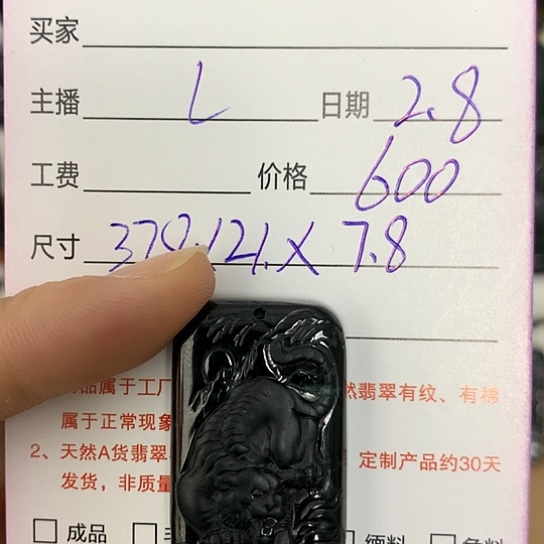 买家
主播 L 日期 2.8
工费 价格 600
尺寸 21 X 7.8
品属于工厂 然翡翠有纹、有棉
属于正常现象
2、天然A货翡翠 定制产品约30天
发货，非质量
成品